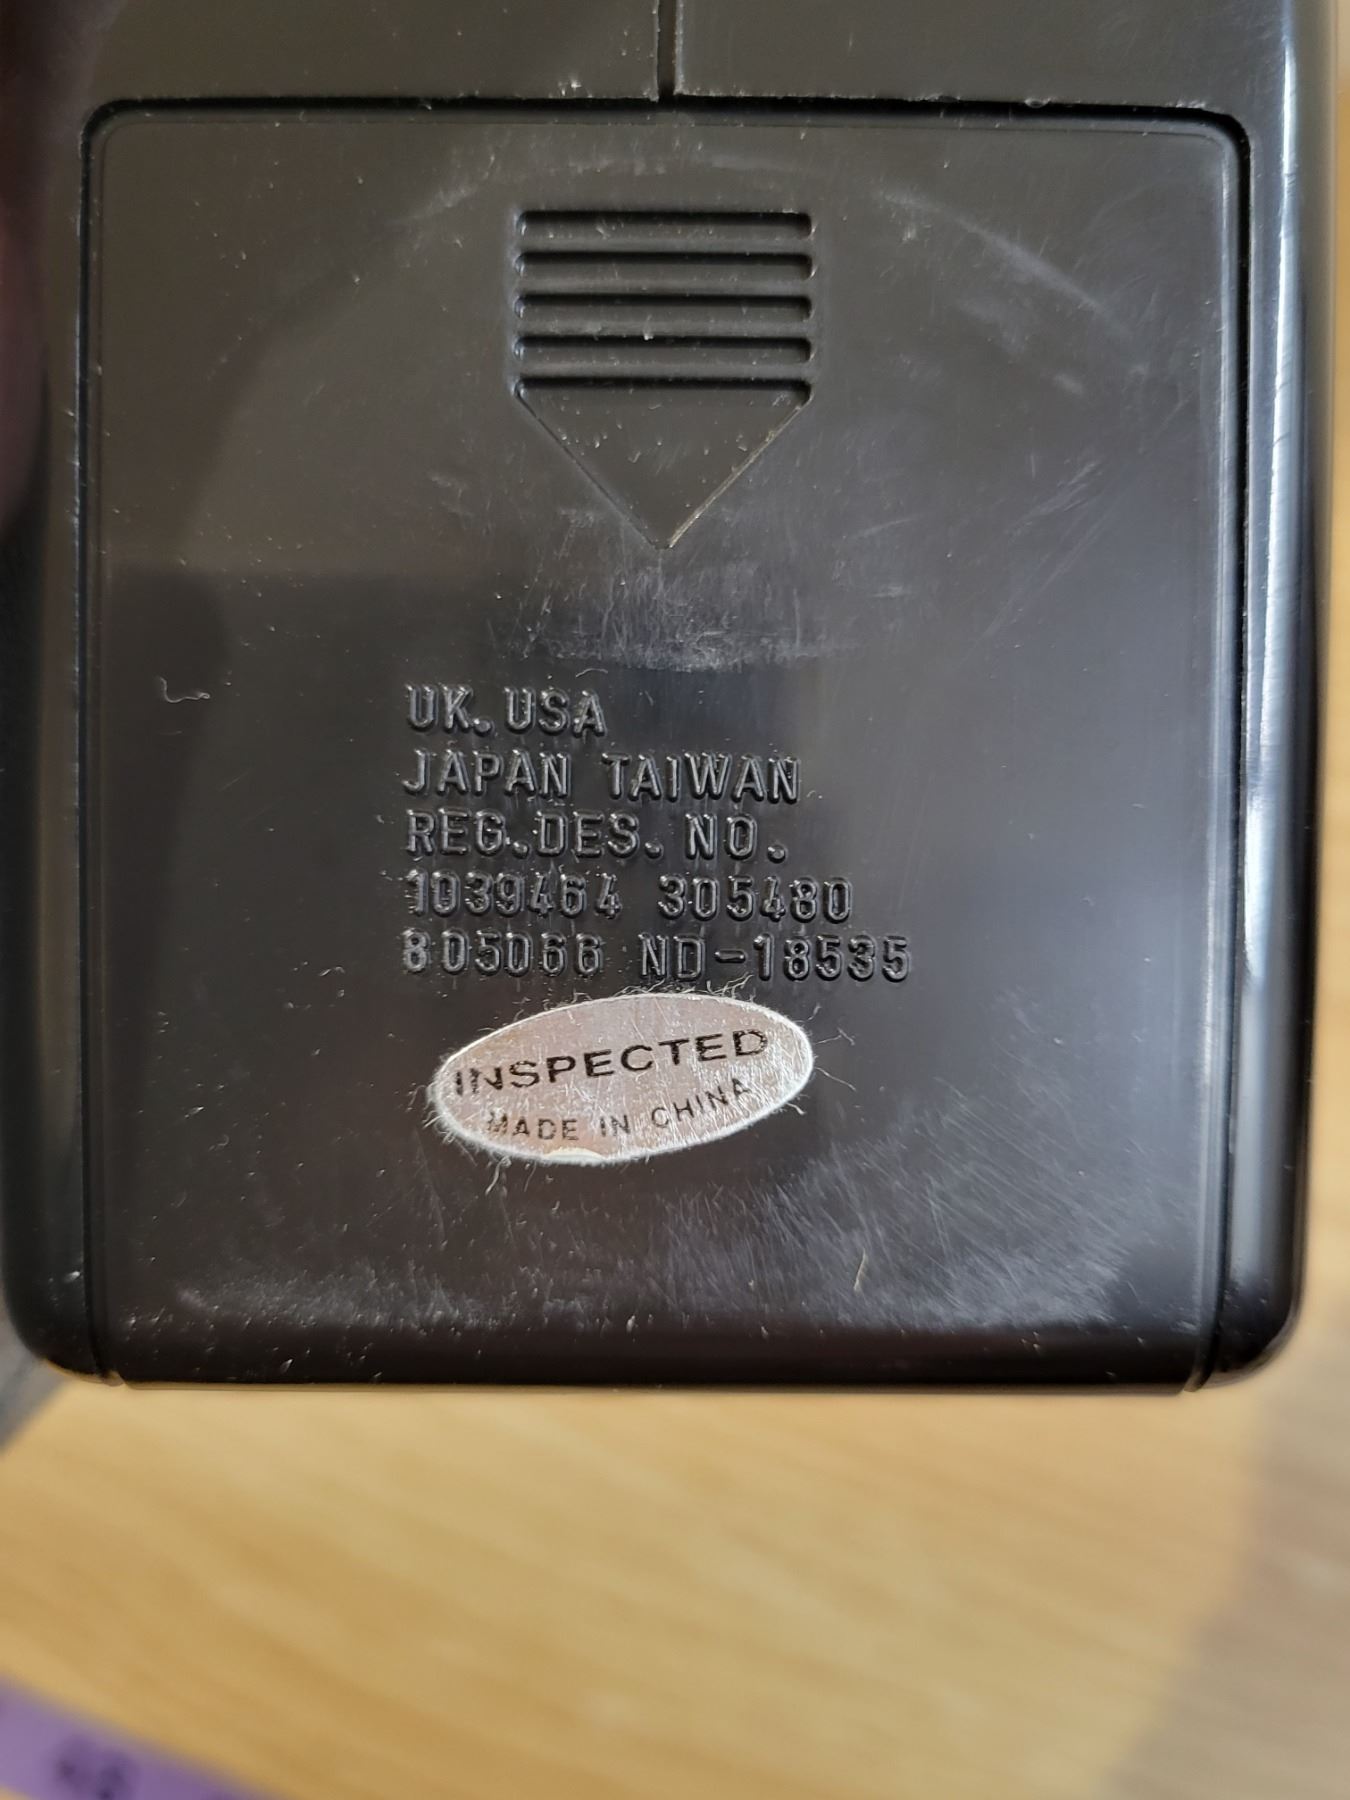 UK.USA
JAPAN TAIWAN
REG.DES. NO.
1039464 305480
805066 ND-18535
INSPECTED
MADE IN CHINA